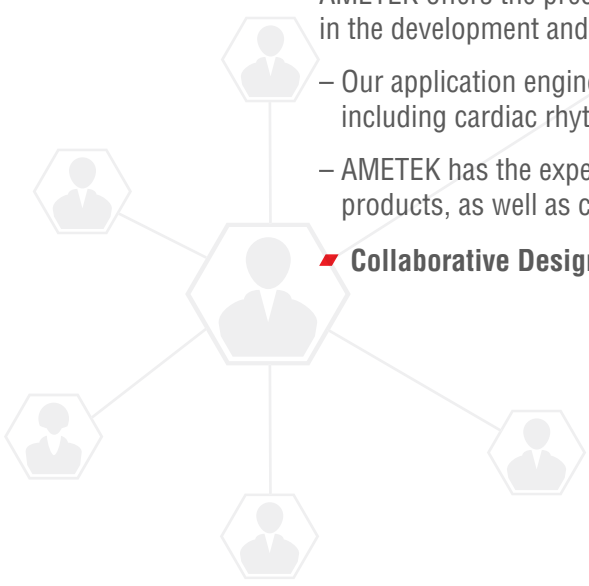 in the development and
– Our application engin
including cardiac rhyt
– AMETEK has the expe
products, as well as c
Collaborative Desig